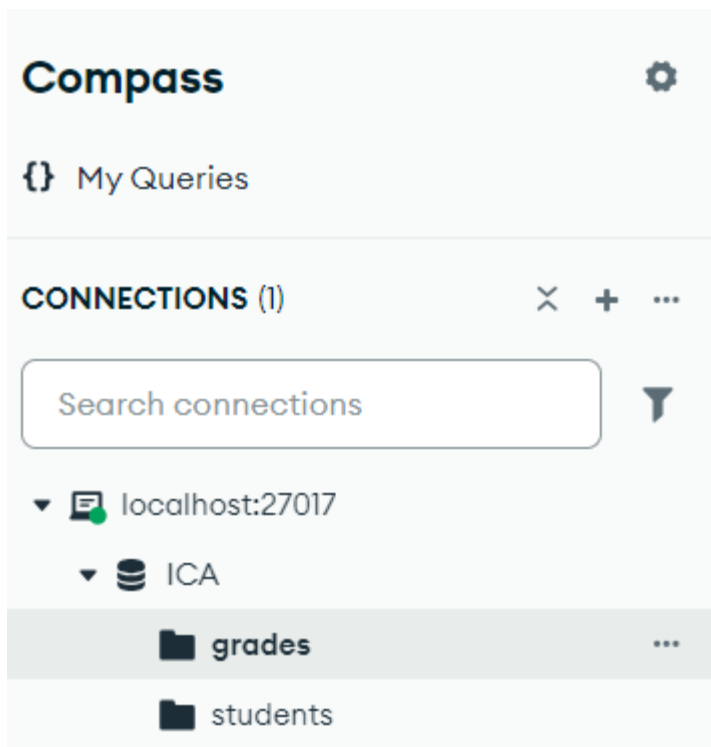 Compass
{} My Queries
CONNECTIONS (1)
Search connections
localhost:27017
ICA
grades
students